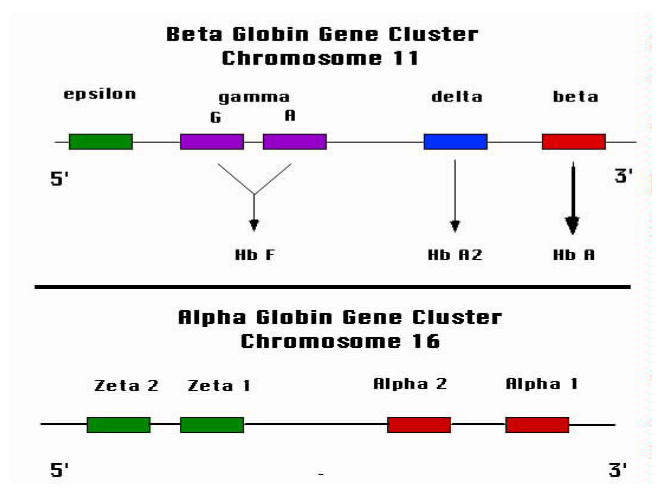 Beta Globin Gene Cluster
Chromosome 11
epsilon gamma delta beta
G A
5' 3'
Hb F Hb A2 Hb A
Alpha Globin Gene Cluster
Chromosome 16
Zeta 2 Zeta 1 Alpha 2 Alpha 1
5' - 3'